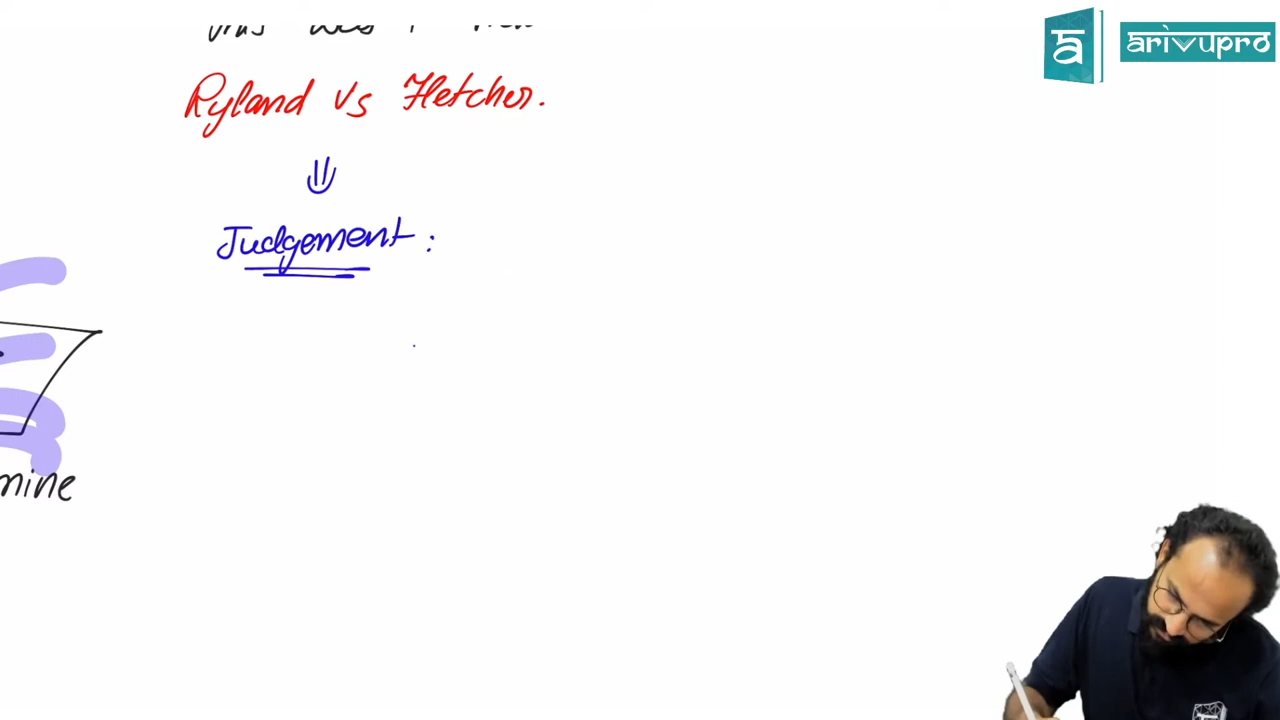 Ryland Vs Fletcher.
Judgement :
mine
a
arivupro